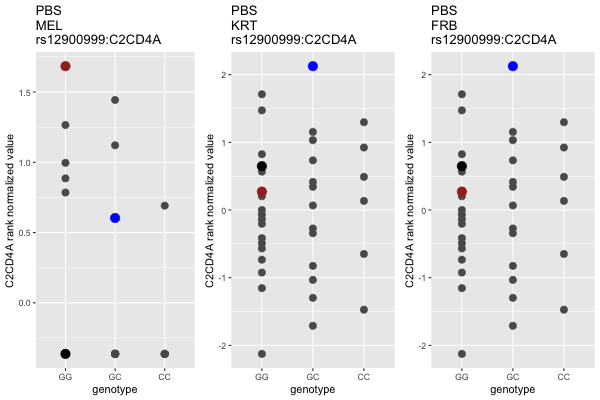 PBS
MEL
rs12900999:C2CD4A
C2CD4A rank normalized value
1.5
1.0
0.5
0.0
GG GC CC
genotype
PBS
KRT
rs12900999:C2CD4A
C2CD4A rank normalized value
2
1
0
-1
-2
GG GC CC
genotype
PBS
FRB
rs12900999:C2CD4A
C2CD4A rank normalized value
2
1
0
-1
-2
GG GC CC
genotype